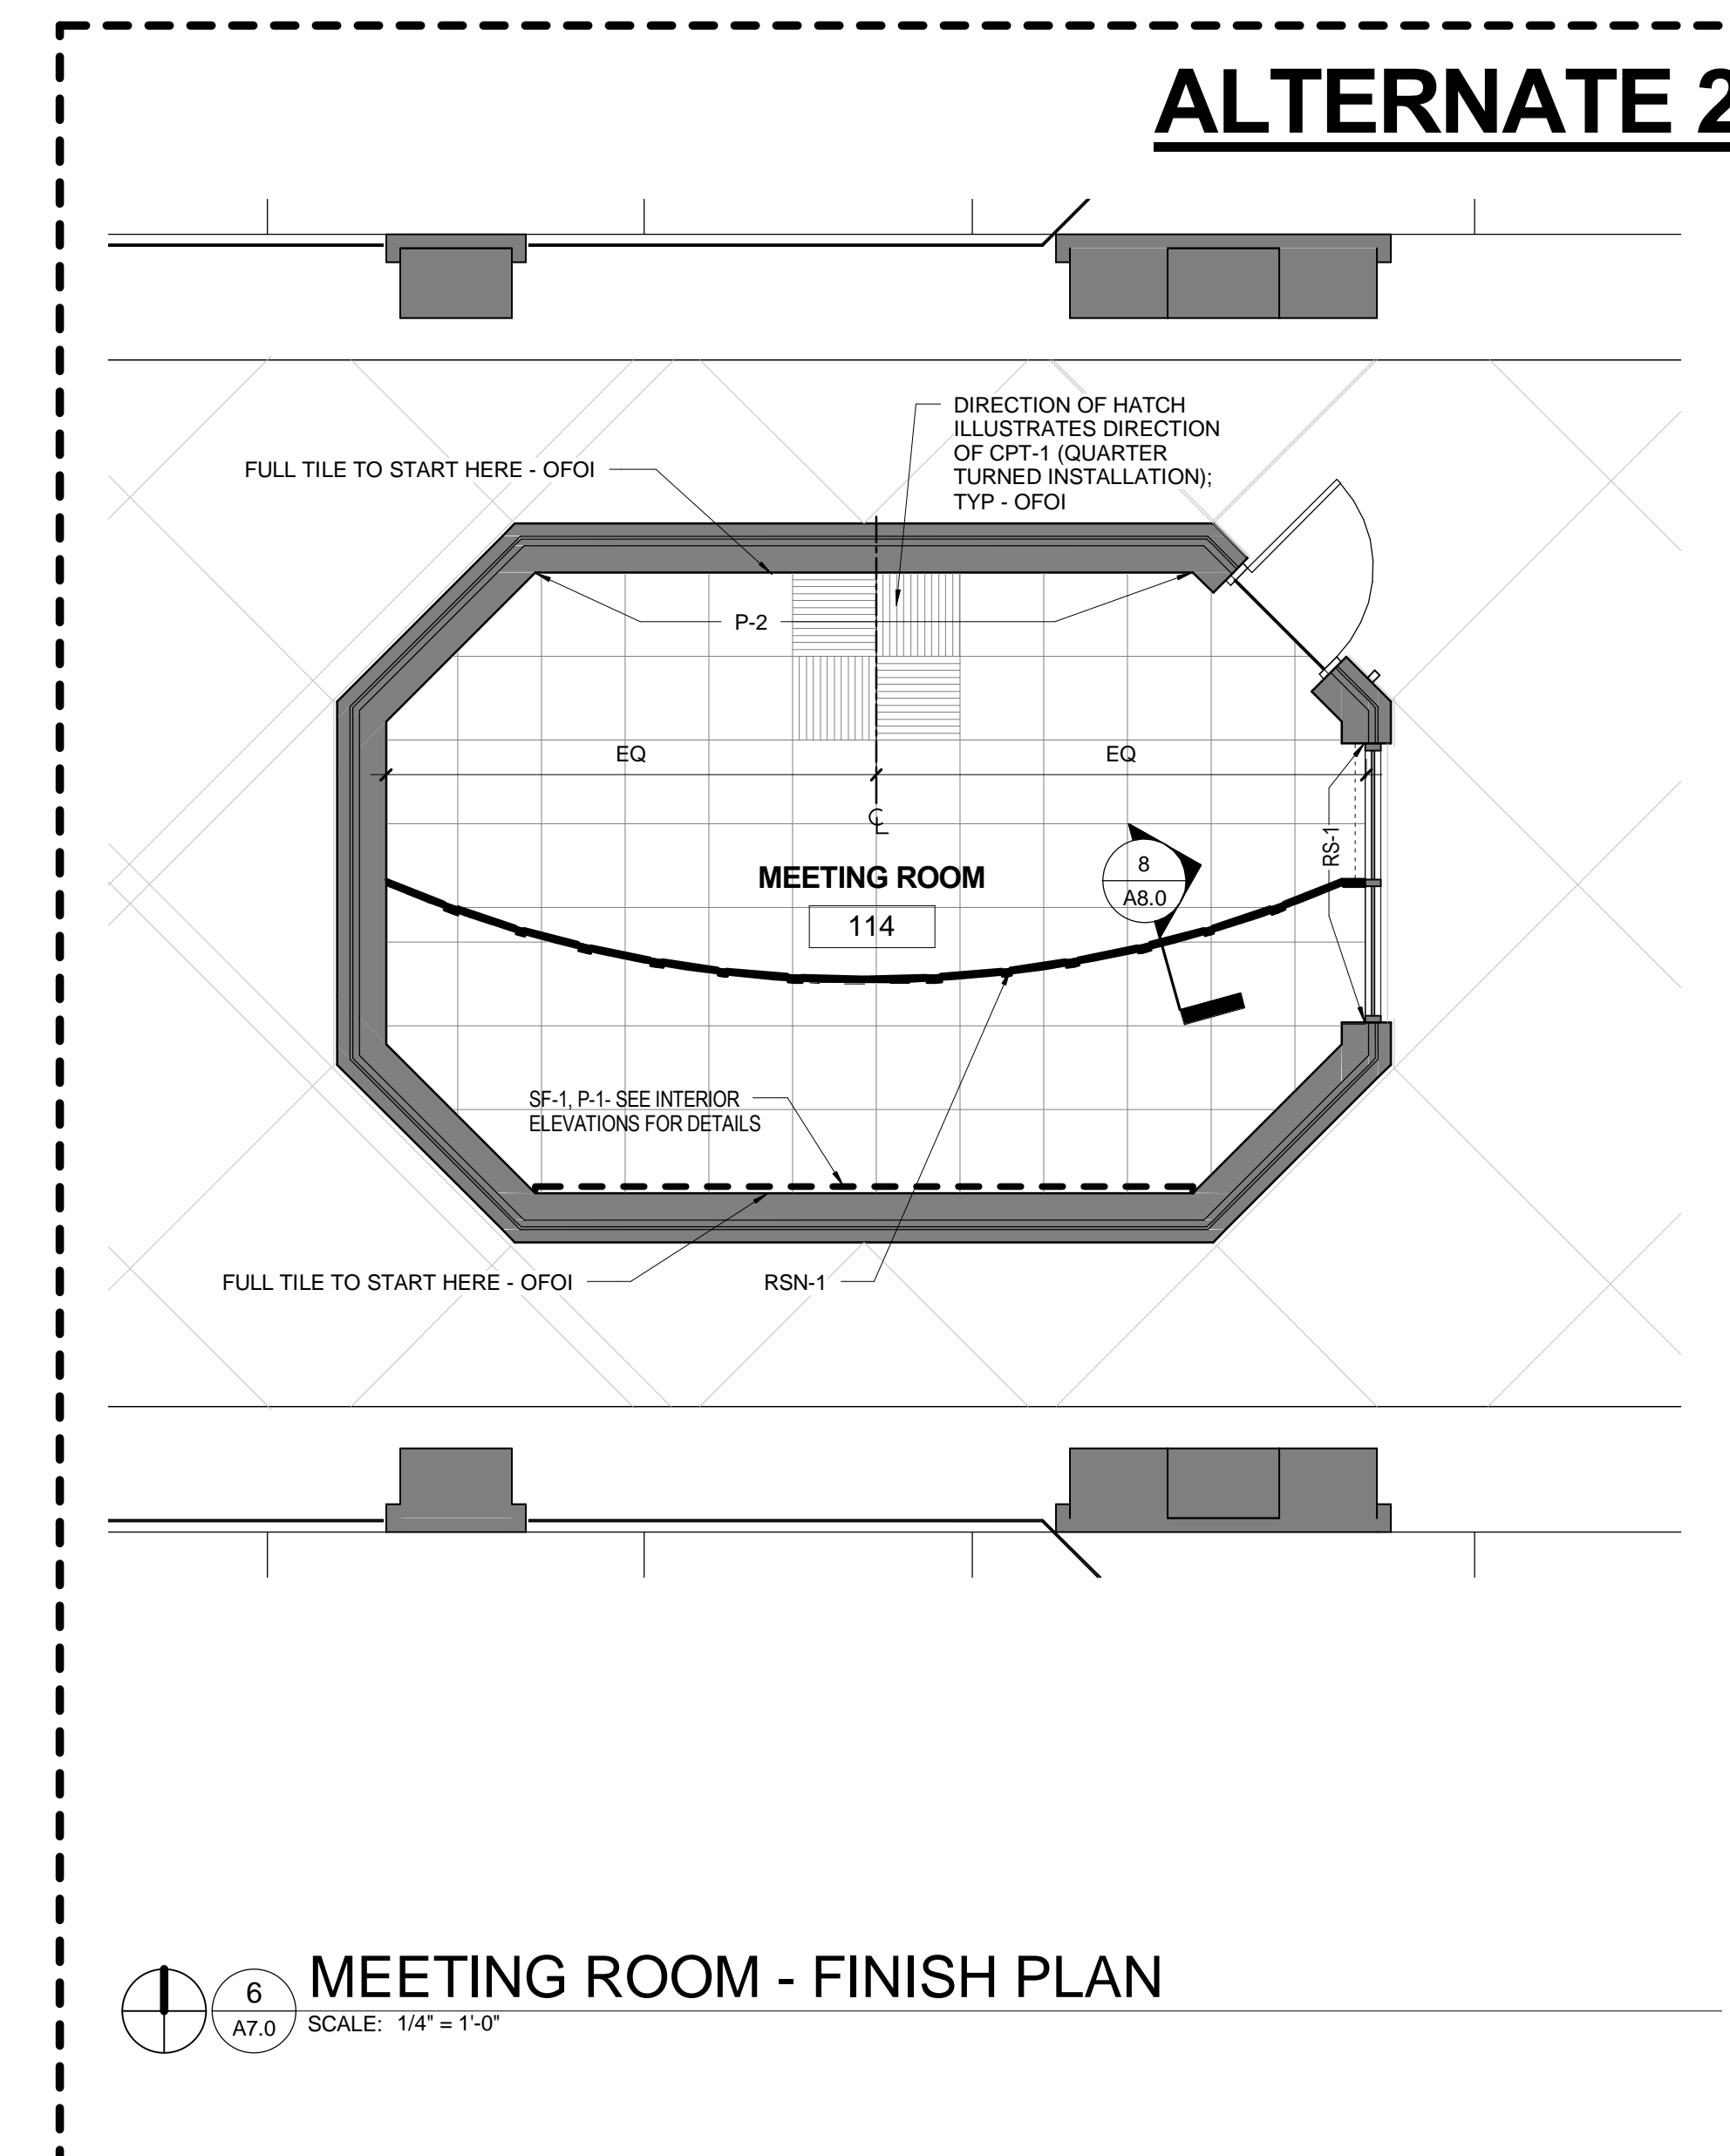 ALTERNATE 2
DIRECTION OF HATCH
ILLUSTRATES DIRECTION
OF CPT-1 (QUARTER
TURNED INSTALLATION);
TYP - OFOI
FULL TILE TO START HERE - OFOI
P-2
EQ
EQ
CL
RS-1
8
A8.0
MEETING ROOM
114
SF-1, P-1- SEE INTERIOR
ELEVATIONS FOR DETAILS
FULL TILE TO START HERE - OFOI
RSN-1
6
A7.0
MEETING ROOM - FINISH PLAN
SCALE: 1/4" = 1'-0"